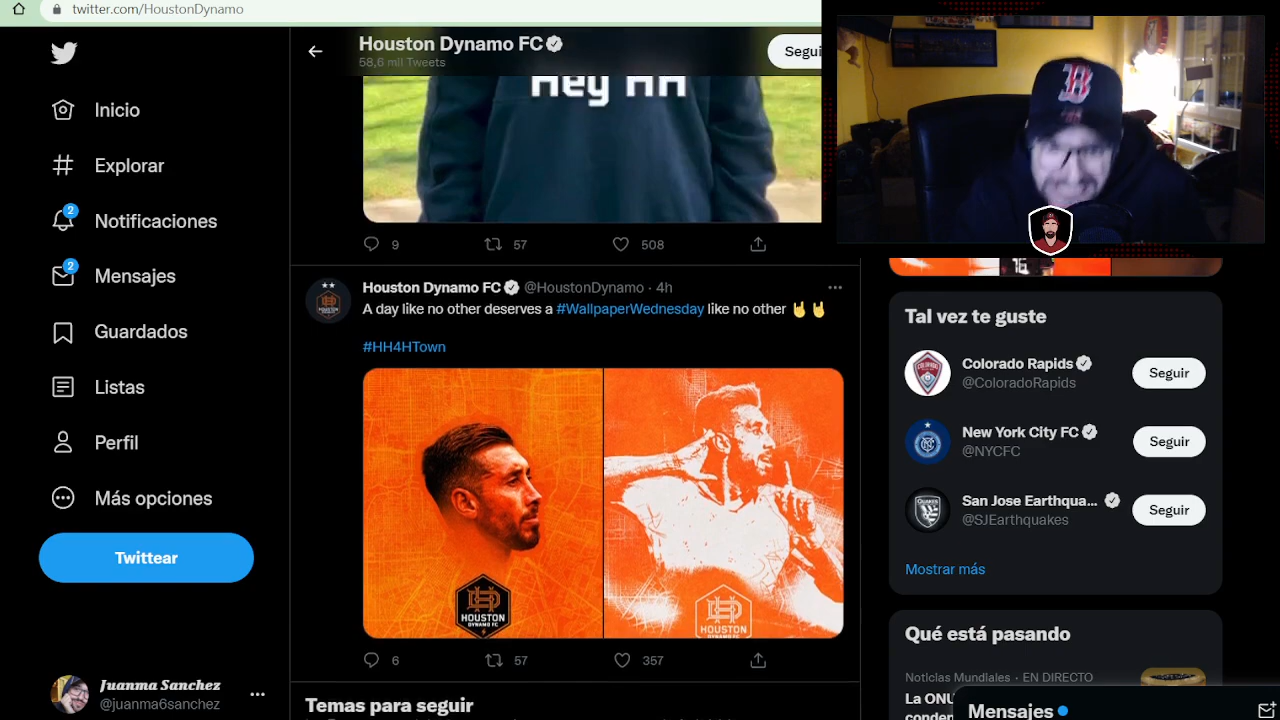 twitter.com/HoustonDynamo
Inicio
Explorar
2
Notificaciones
2
Mensajes
Guardados
Listas
Perfil
Más opciones
Twittear
Juanma Sanchez
@juanma6sanchez
Houston Dynamo FC
58,6 mil Tweets
Segui
Hey HH
9 57 508
Houston Dynamo FC @HoustonDynamo · 4h
A day like no other deserves a #WallpaperWednesday like no other 🤘 🤘
#HH4HTown
HOUSTON
DYNAMO FC
HOUSTON
DYNAMO FC
6 57 357
Temas para seguir
B
16
Tal vez te guste
Colorado Rapids
@ColoradoRapids
Seguir
New York City FC
@NYCFC
Seguir
San Jose Earthqua...
@SJEarthquakes
Seguir
Mostrar más
Qué está pasando
Noticias Mundiales · EN DIRECTO
La ONU
Mensajes